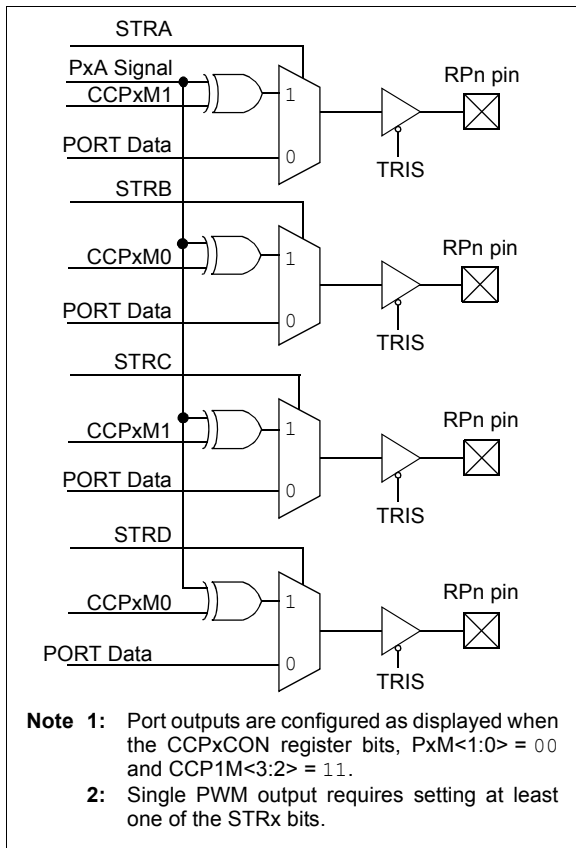 STRA
PxA Signal
CCPxM1
1
RPn pin
PORT Data
0
TRIS
STRB
CCPxM0
1
RPn pin
PORT Data
0
TRIS
STRC
CCPxM1
1
RPn pin
PORT Data
0
TRIS
STRD
CCPxM0
1
RPn pin
PORT Data
0
TRIS
Note 1: Port outputs are configured as displayed when
the CCPxCON register bits, PxM<1:0> = 00
and CCP1M<3:2> = 11.
2: Single PWM output requires setting at least
one of the STRx bits.